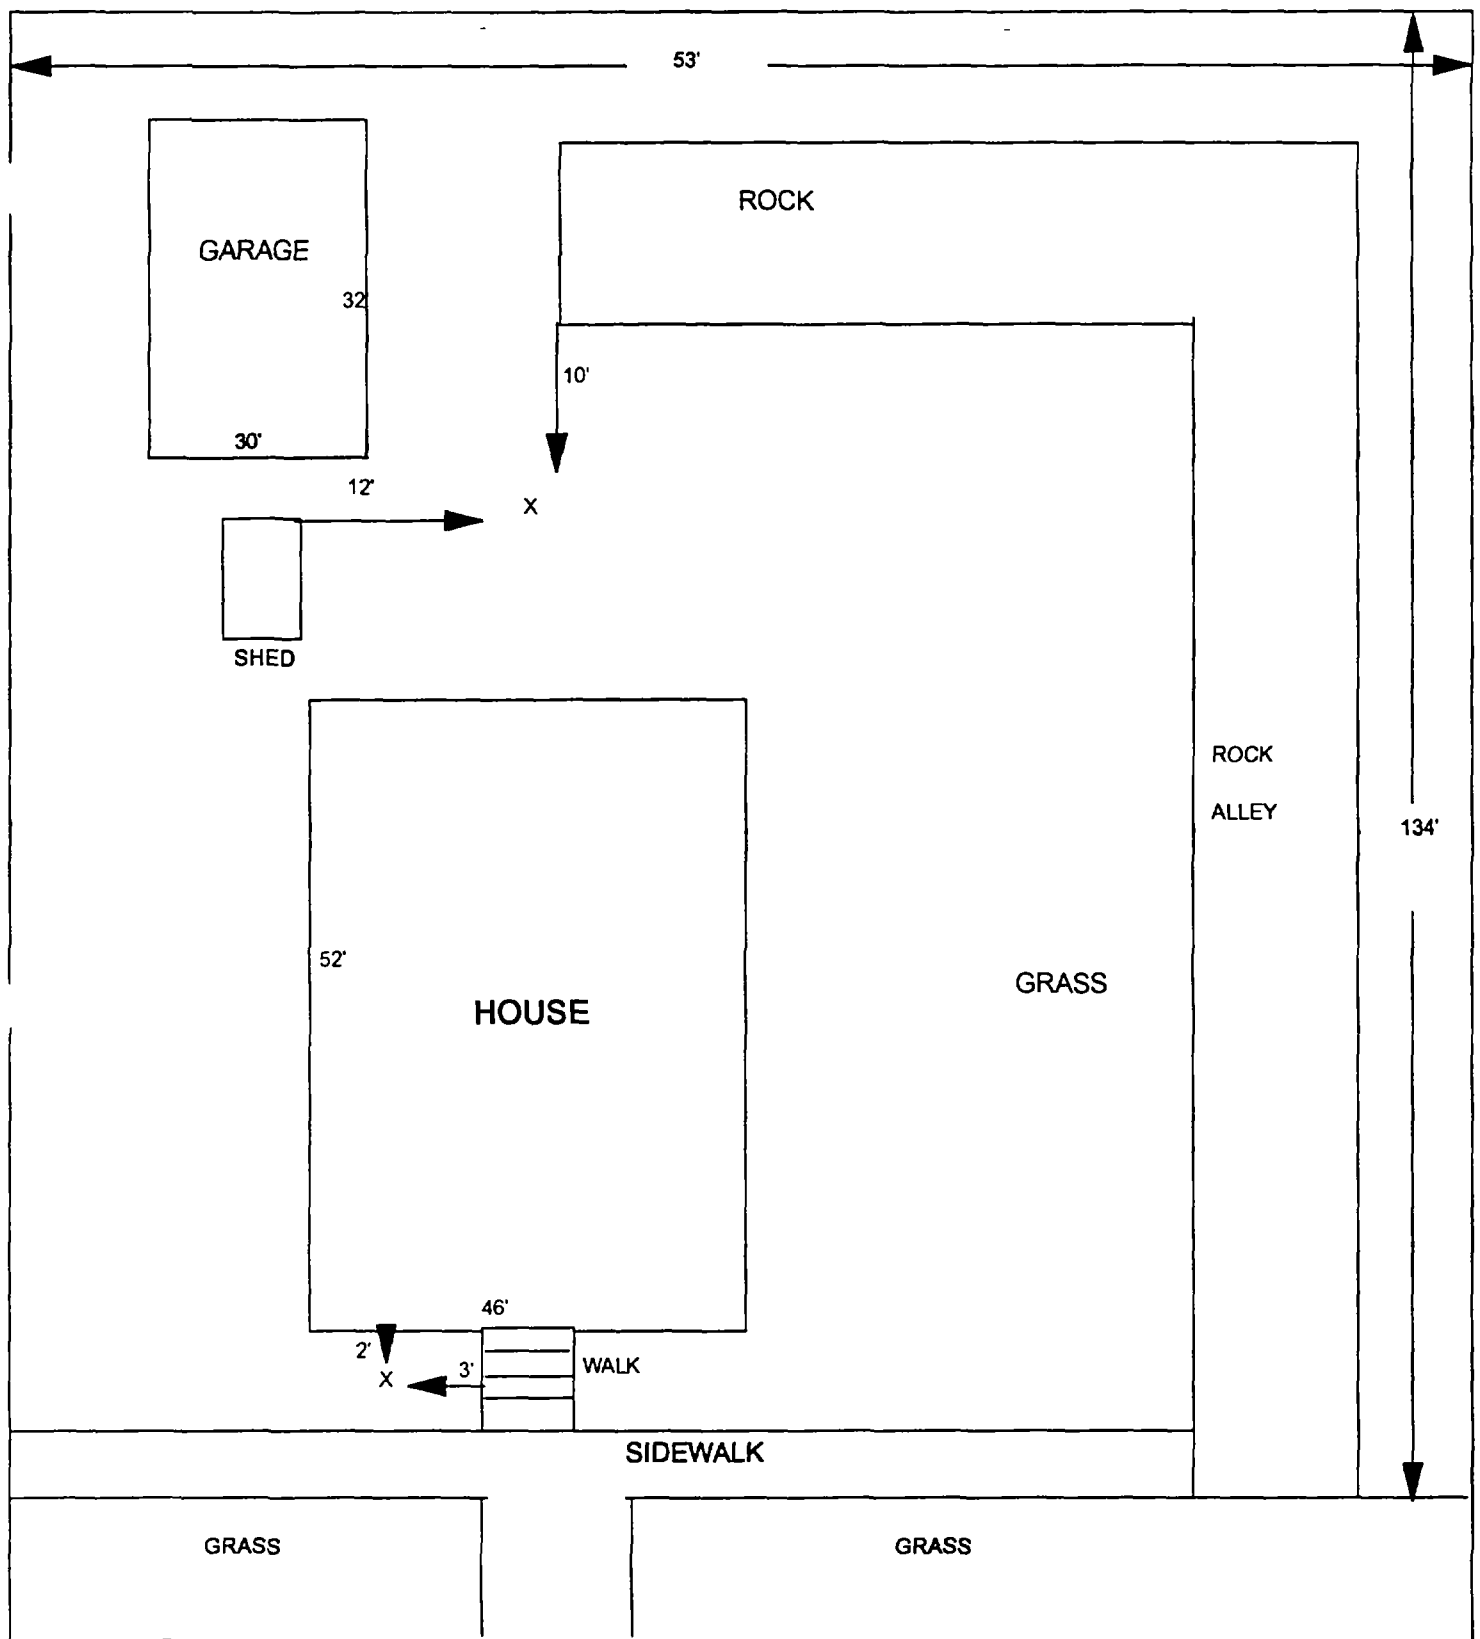 53'
ROCK
GARAGE
32
10'
30'
12'
X
SHED
ROCK
ALLEY
134'
52'
GRASS
HOUSE
46'
2'
WALK
3'
X
SIDEWALK
GRASS
GRASS